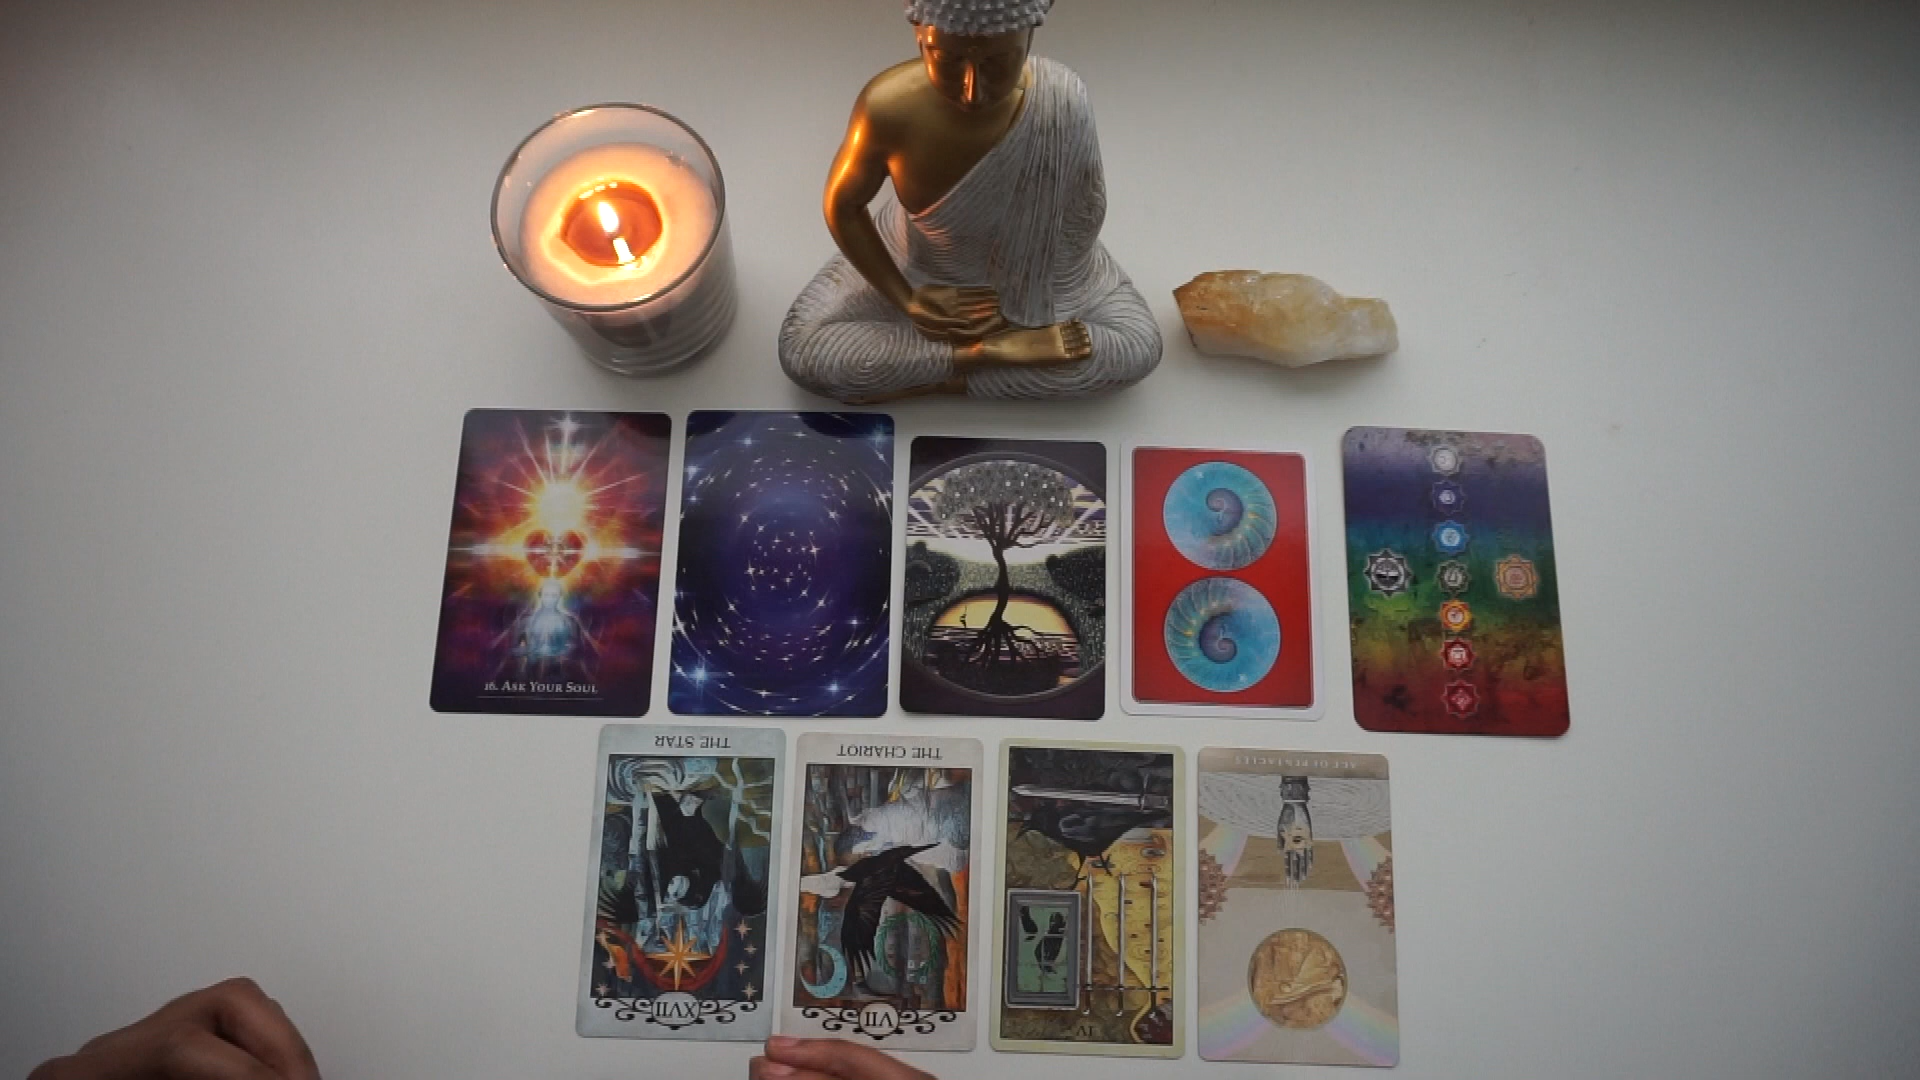 16. ASK YOUR SOUL
THE STAR
THE CHARIOT
ACE OF PENTACLES
XVII
VII
IV